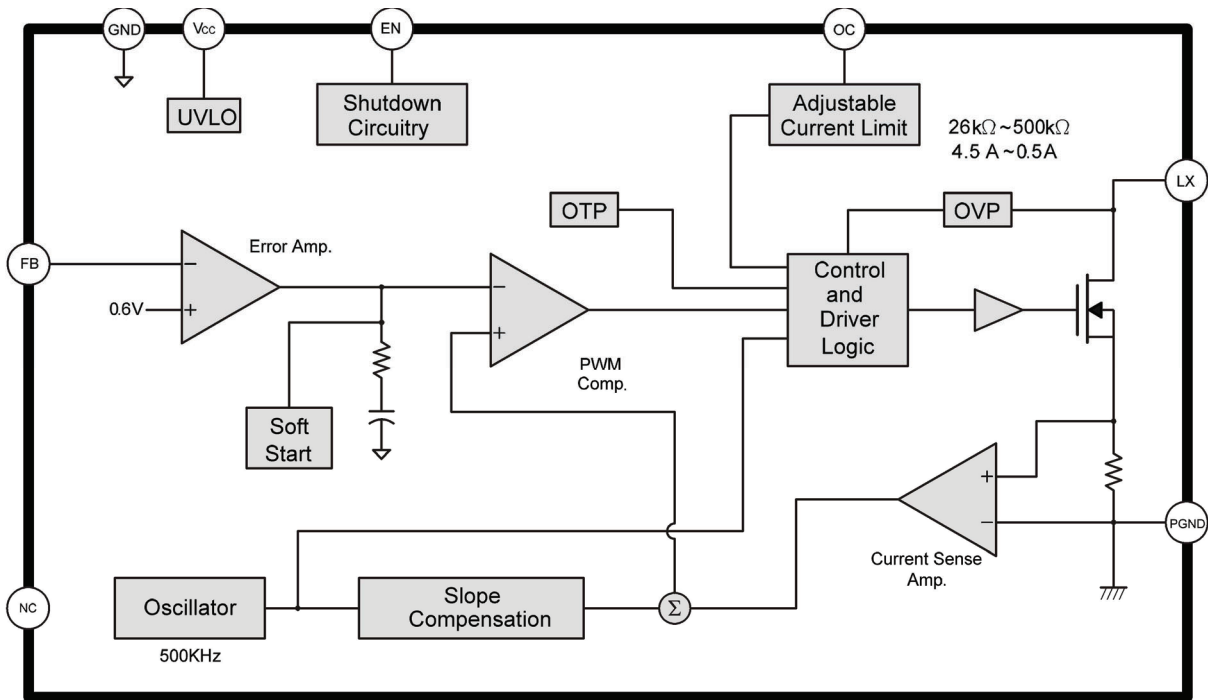 GND
Vcc
EN
OC
UVLO
Shutdown
Circuitry
Adjustable
Current Limit
26kΩ~500kΩ
4.5A~0.5A
LX
OTP
OVP
FB
Error Amp.
-
+
0.6V
-
+
PWM
Comp.
Control
and
Driver
Logic
Soft
Start
+
-
Current Sense
Amp.
PGND
NC
Oscillator
500KHz
Slope
Compensation
Σ